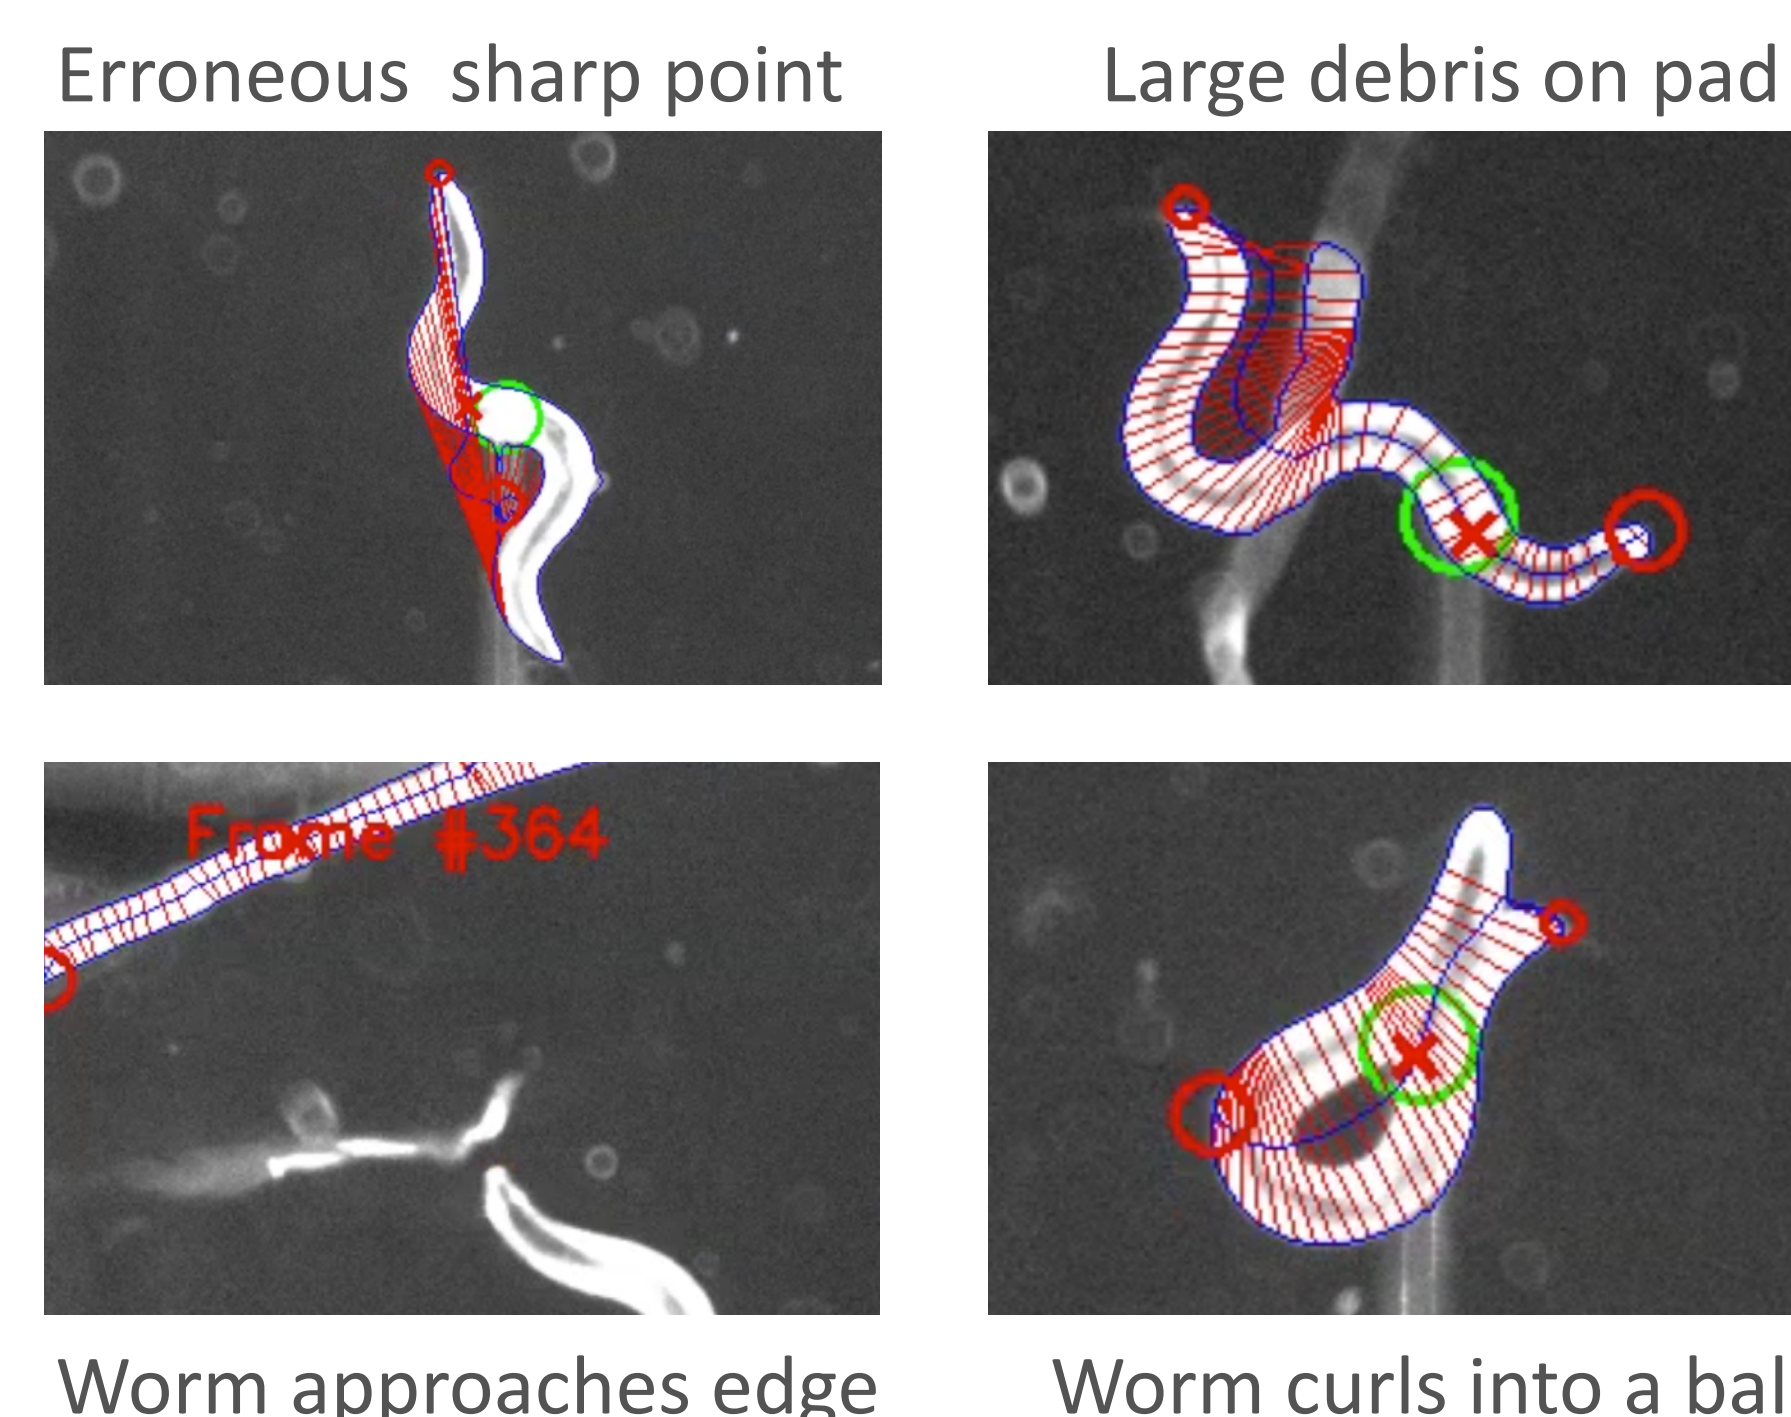 Erroneous  sharp point
Large debris on pad
Frame #364
Worm approaches edge
Worm curls into a bal